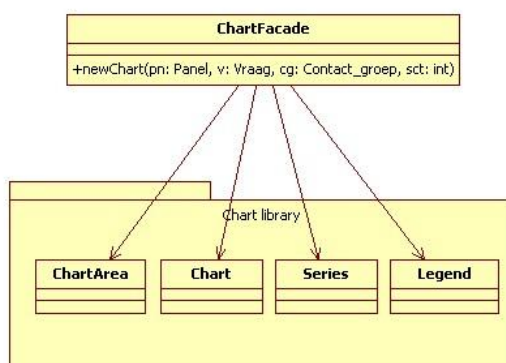 ChartFacade
+newChart(pn: Panel, v: Vraag, cg: Contact_groep, sct: int)
Chart library
ChartArea
Chart
Series
Legend